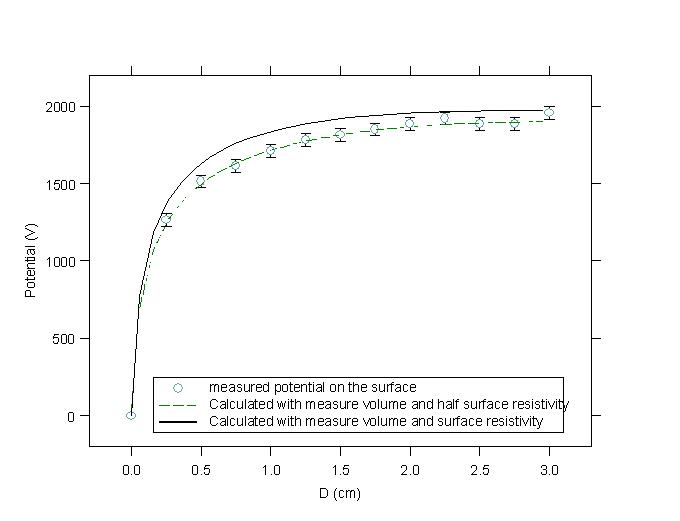 2000
1500
1000
500
0
Potential (V)
measured potential on the surface
Calculated with measure volume and half surface resistivity
Calculated with measure volume and surface resistivity
0.0 0.5 1.0 1.5 2.0 2.5 3.0
D (cm)